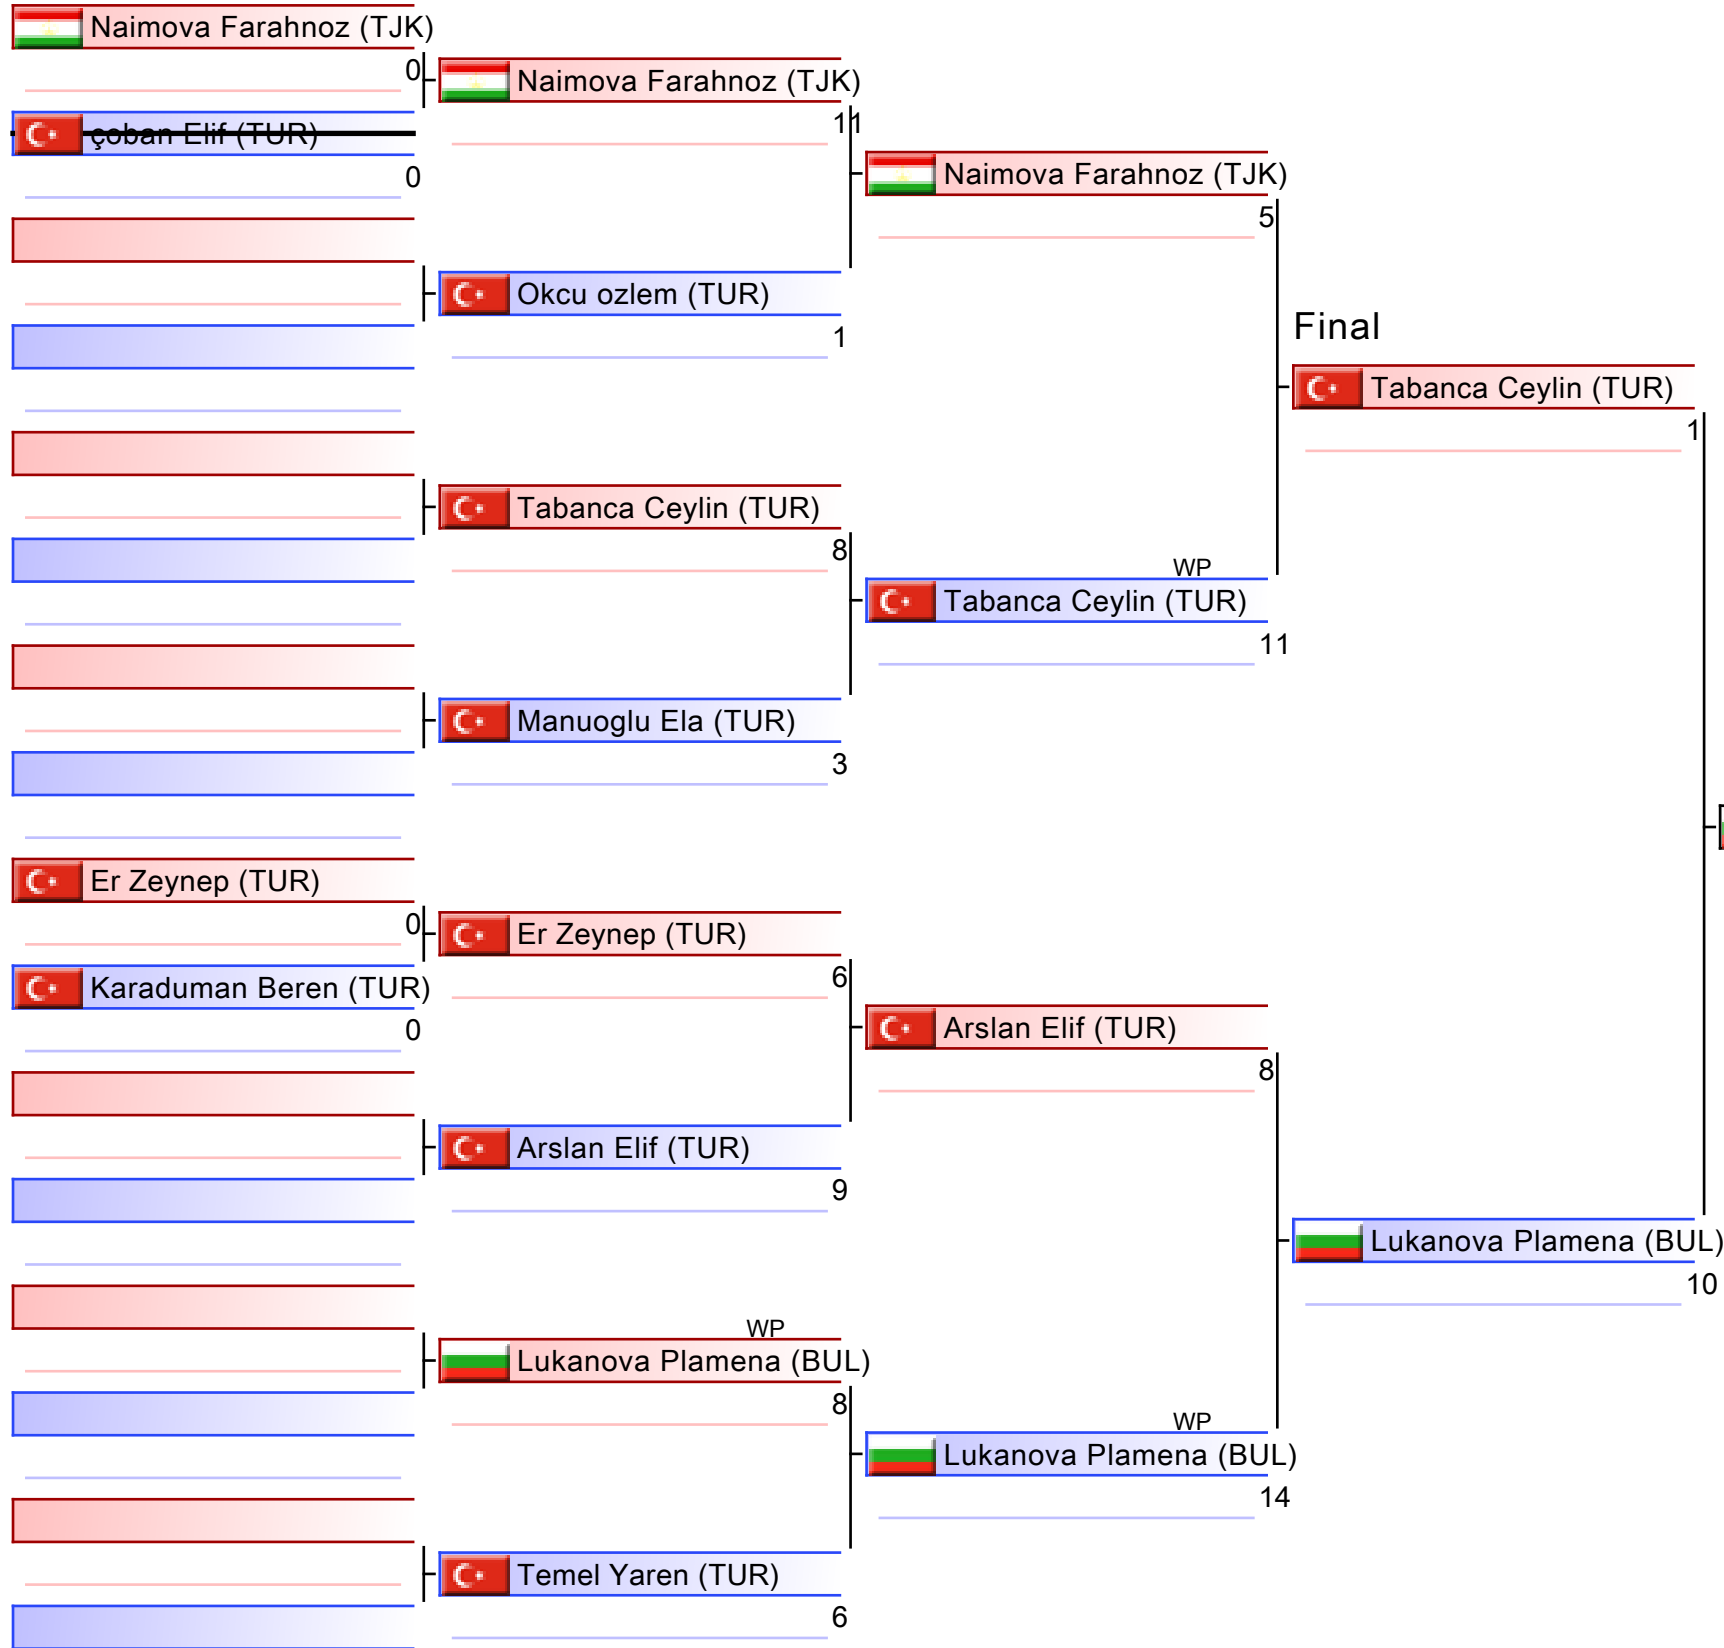 Naimova Farahnoz (TJK)
0
çoban Elif (TUR)
0
Er Zeynep (TUR)
0
Karaduman Beren (TUR)
0
Naimova Farahnoz (TJK)
11
Okcu ozlem (TUR)
1
Tabanca Ceylin (TUR)
8
Manuoglu Ela (TUR)
3
Er Zeynep (TUR)
6
Arslan Elif (TUR)
9
WP
Lukanova Plamena (BUL)
8
Temel Yaren (TUR)
6
Naimova Farahnoz (TJK)
5
WP
Tabanca Ceylin (TUR)
11
Arslan Elif (TUR)
8
WP
Lukanova Plamena (BUL)
14
Final
Tabanca Ceylin (TUR)
1
Lukanova Plamena (BUL)
10